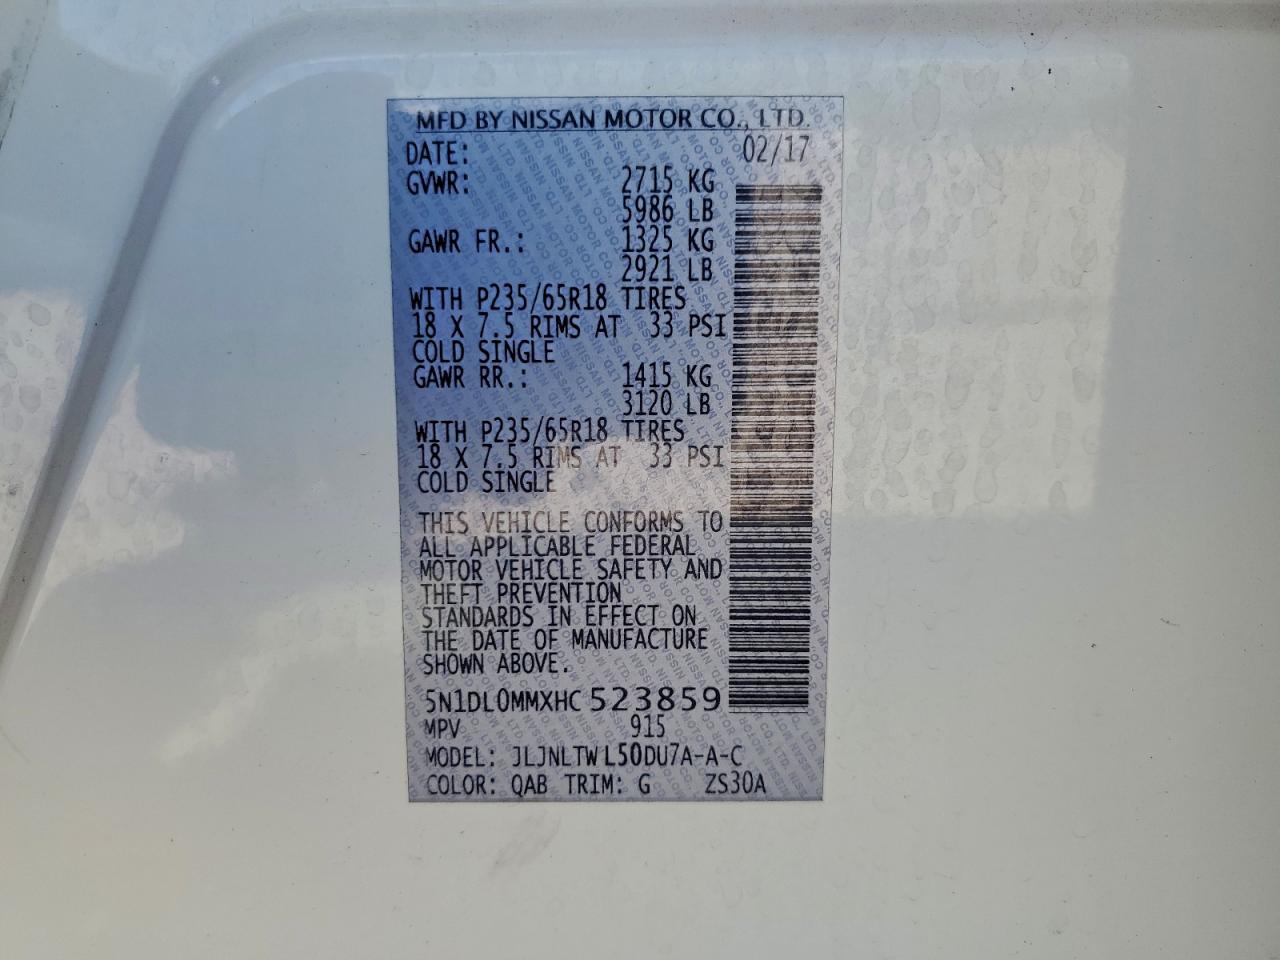 MFD BY NISSAN MOTOR CO., LTD.
DATE: 02/17
GVWR: 2715 KG
5986 LB
GAWR FR.: 1325 KG
2921 LB
WITH P235/65R18 TIRES
18 X 7.5 RIMS AT 33 PSI
COLD SINGLE
GAWR RR.: 1415 KG
3120 LB
WITH P235/65R18 TIRES
18 X 7.5 RIMS AT 33 PSI
COLD SINGLE
THIS VEHICLE CONFORMS TO
ALL APPLICABLE FEDERAL
MOTOR VEHICLE SAFETY AND
THEFT PREVENTION
STANDARDS IN EFFECT ON
THE DATE OF MANUFACTURE
SHOWN ABOVE.
5N1DL0MMXHC 523859
MPV 915
MODEL: JLJNLTW L50DU7A-A-C
COLOR: QAB TRIM: G ZS30A